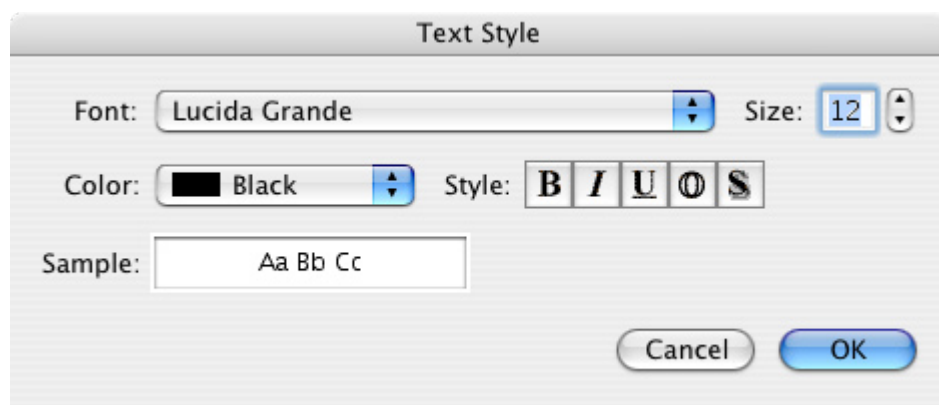 Text Style
Font: Lucida Grande Size: 12
Color: Black Style: B I U O S
Sample: Aa Bb Cc
Cancel OK